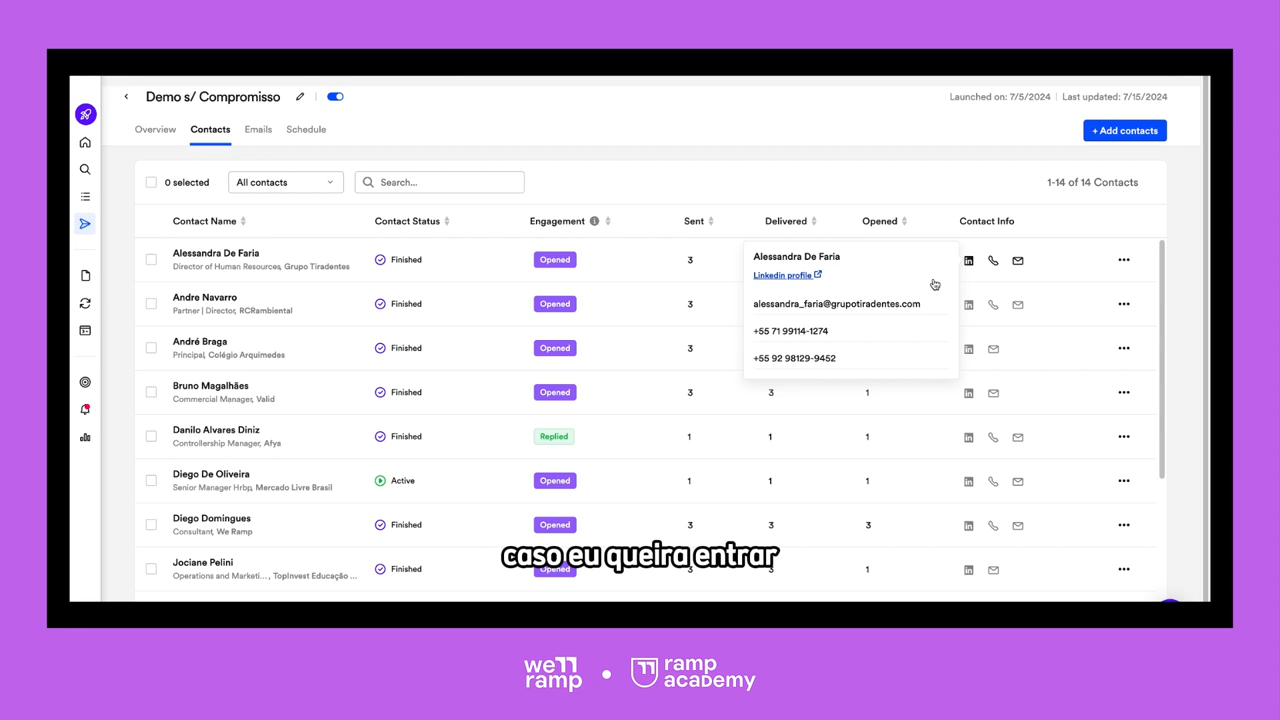 Demo s/ Compromisso
Launched on: 7/5/2024 | Last updated: 7/15/2024
Overview Contacts Emails Schedule
+ Add contacts
0 selected All contacts Search... 1-14 of 14 Contacts
Contact Name Contact Status Engagement Sent Delivered Opened Contact Info
Alessandra De Faria
Director of Human Resources, Grupo Tiradentes
Finished Opened 3
Alessandra De Faria
Linkedin profile
alessandra_faria@grupotiradentes.com
+55 71 99114-1274
+55 92 98129-9452
Andre Navarro
Partner | Director, RCRambiental
Finished Opened 3
André Braga
Principal, Colégio Arquimedes
Finished Opened 3
Bruno Magalhães
Commercial Manager, Valid
Finished Opened 3 3 1
Danilo Alvares Diniz
Controllership Manager, Afya
Finished Replied 1 1 1
Diego De Oliveira
Senior Manager Hrbp, Mercado Livre Brasil
Active Opened 1 1 1
Diego Domingues
Consultant, We Ramp
Finished Opened 3 3 3
Jociane Pelini
Operations and Marketi..., TopInvest Educação ...
Finished Opened 3 3 1
caso eu queira entrar
we ramp • ramp academy